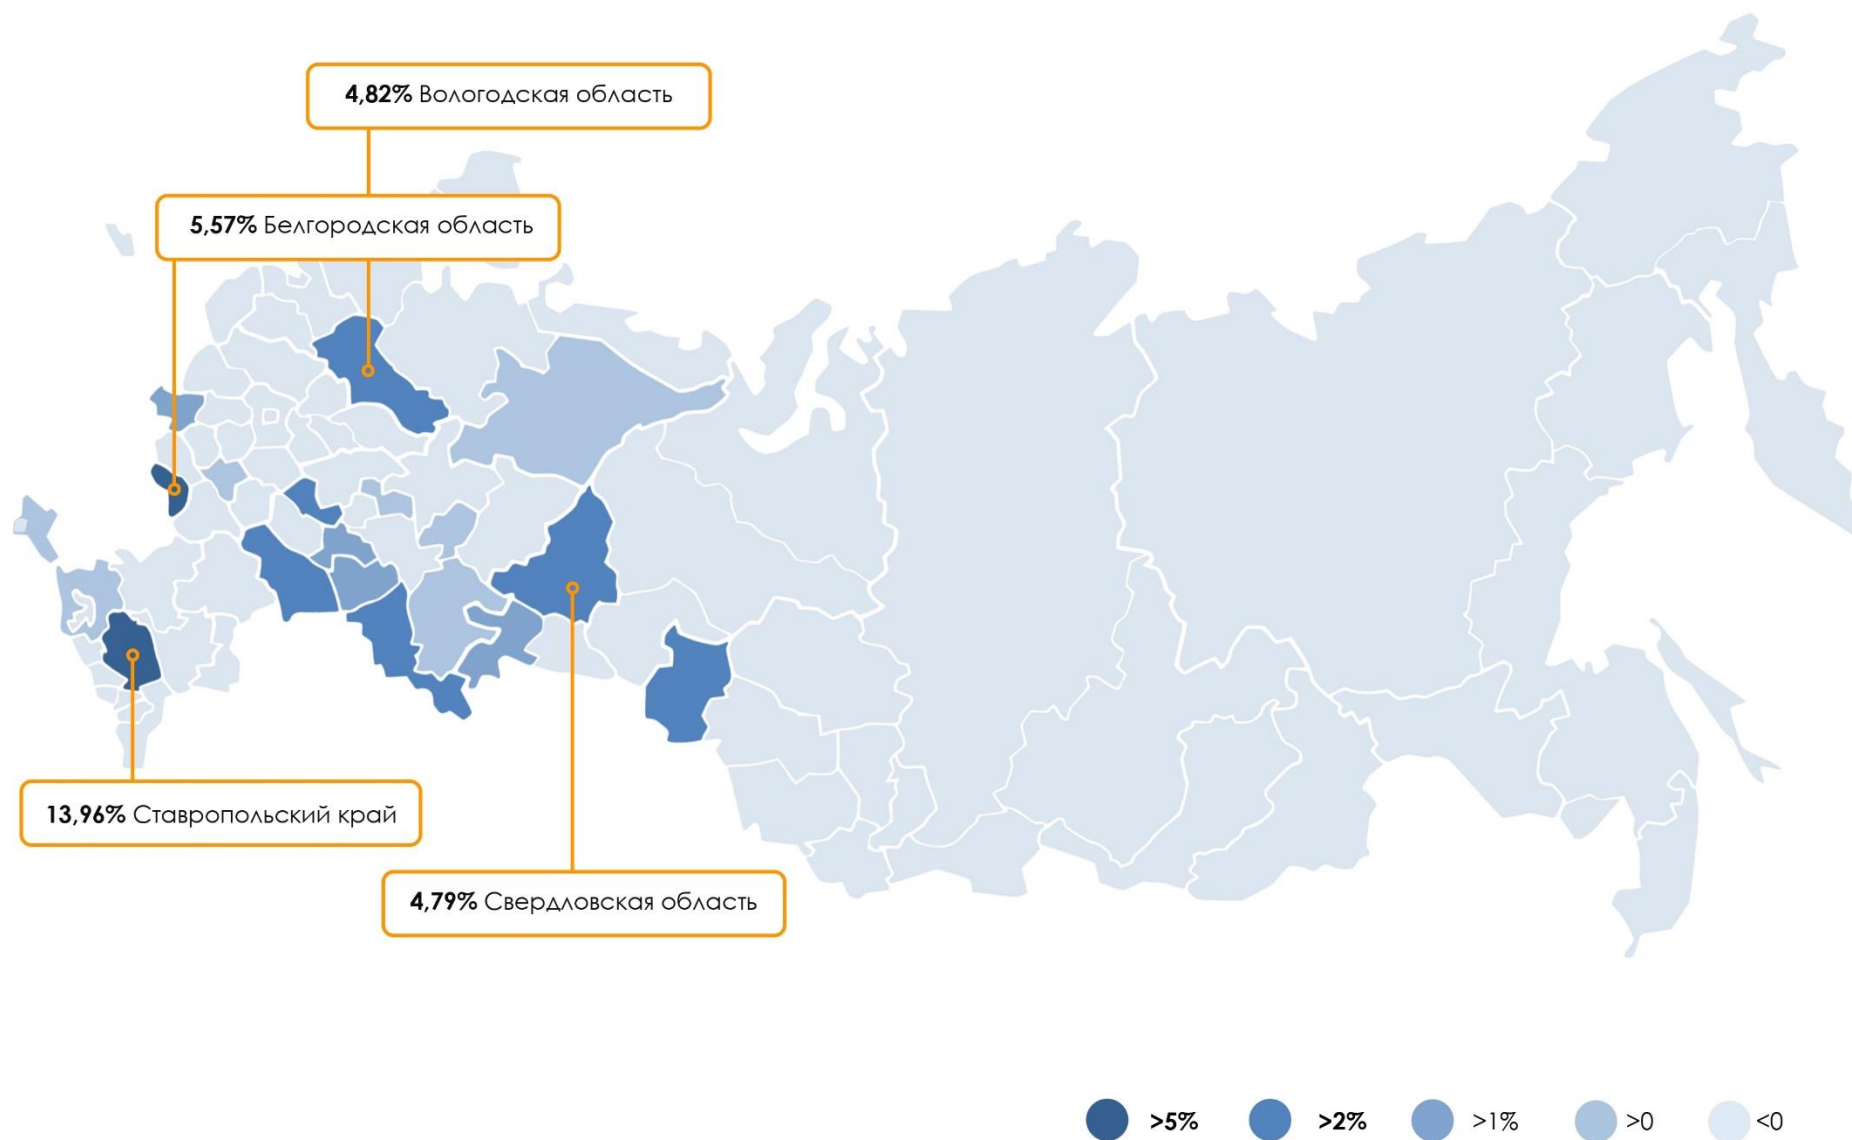 4,82% Вологодская область
5,57% Белгородская область
13,96% Ставропольский край
4,79% Свердловская область
>5% >2% >1% >0 <0